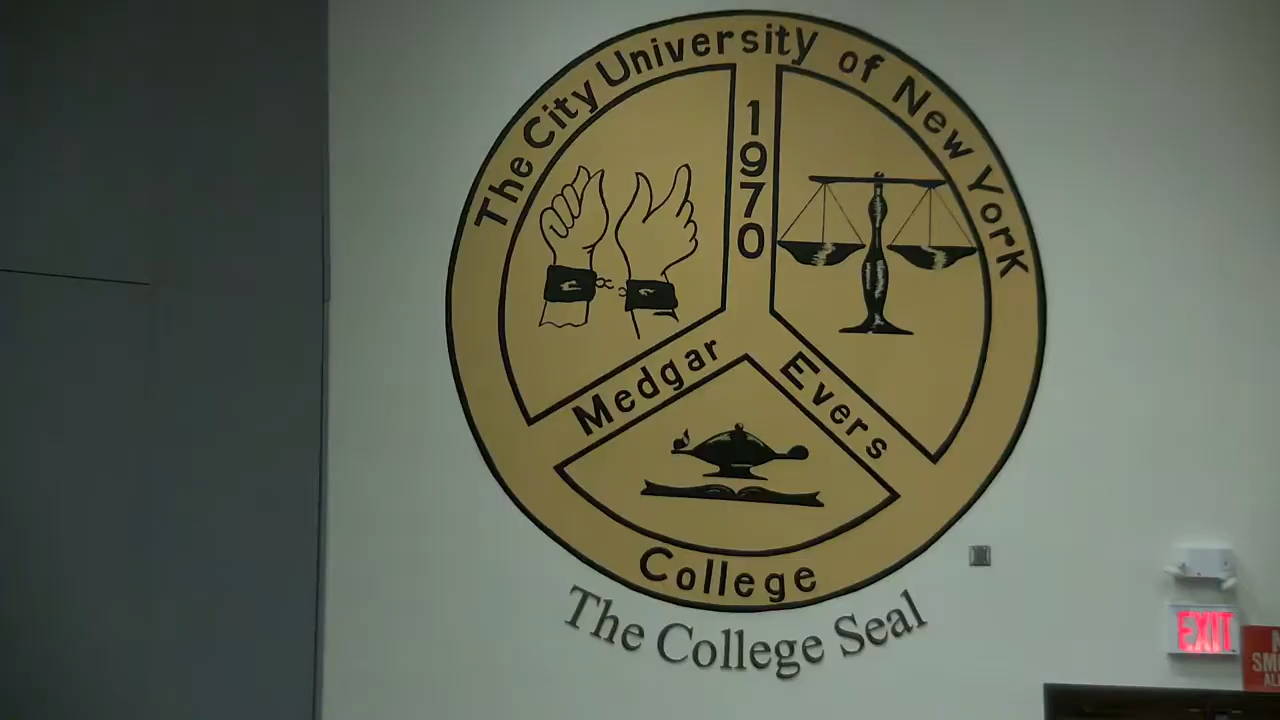 The City University of New York
1970
Medgar Evers
College
The College Seal
EXIT